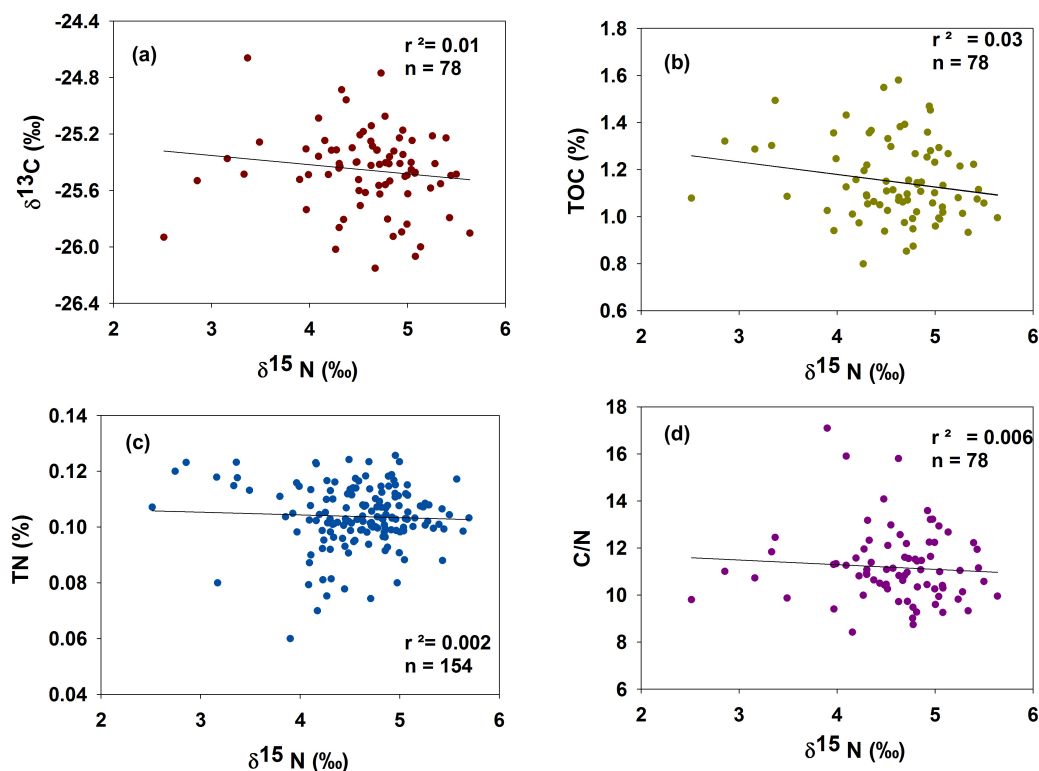 (a)
r ²= 0.01
n = 78
δ13C (‰)
-24.4
-24.8
-25.2
-25.6
-26.0
-26.4
2 3 4 5 6
δ15 N (‰)
(b)
r ² = 0.03
n = 78
TOC (%)
1.8
1.6
1.4
1.2
1.0
0.8
0.6
2 3 4 5 6
δ15 N (‰)
(c)
r ²= 0.002
n = 154
TN (%)
0.14
0.12
0.10
0.08
0.06
0.04
2 3 4 5 6
δ15 N (‰)
(d)
r ² = 0.006
n = 78
C/N
18
16
14
12
10
8
6
2 3 4 5 6
δ15 N (‰)